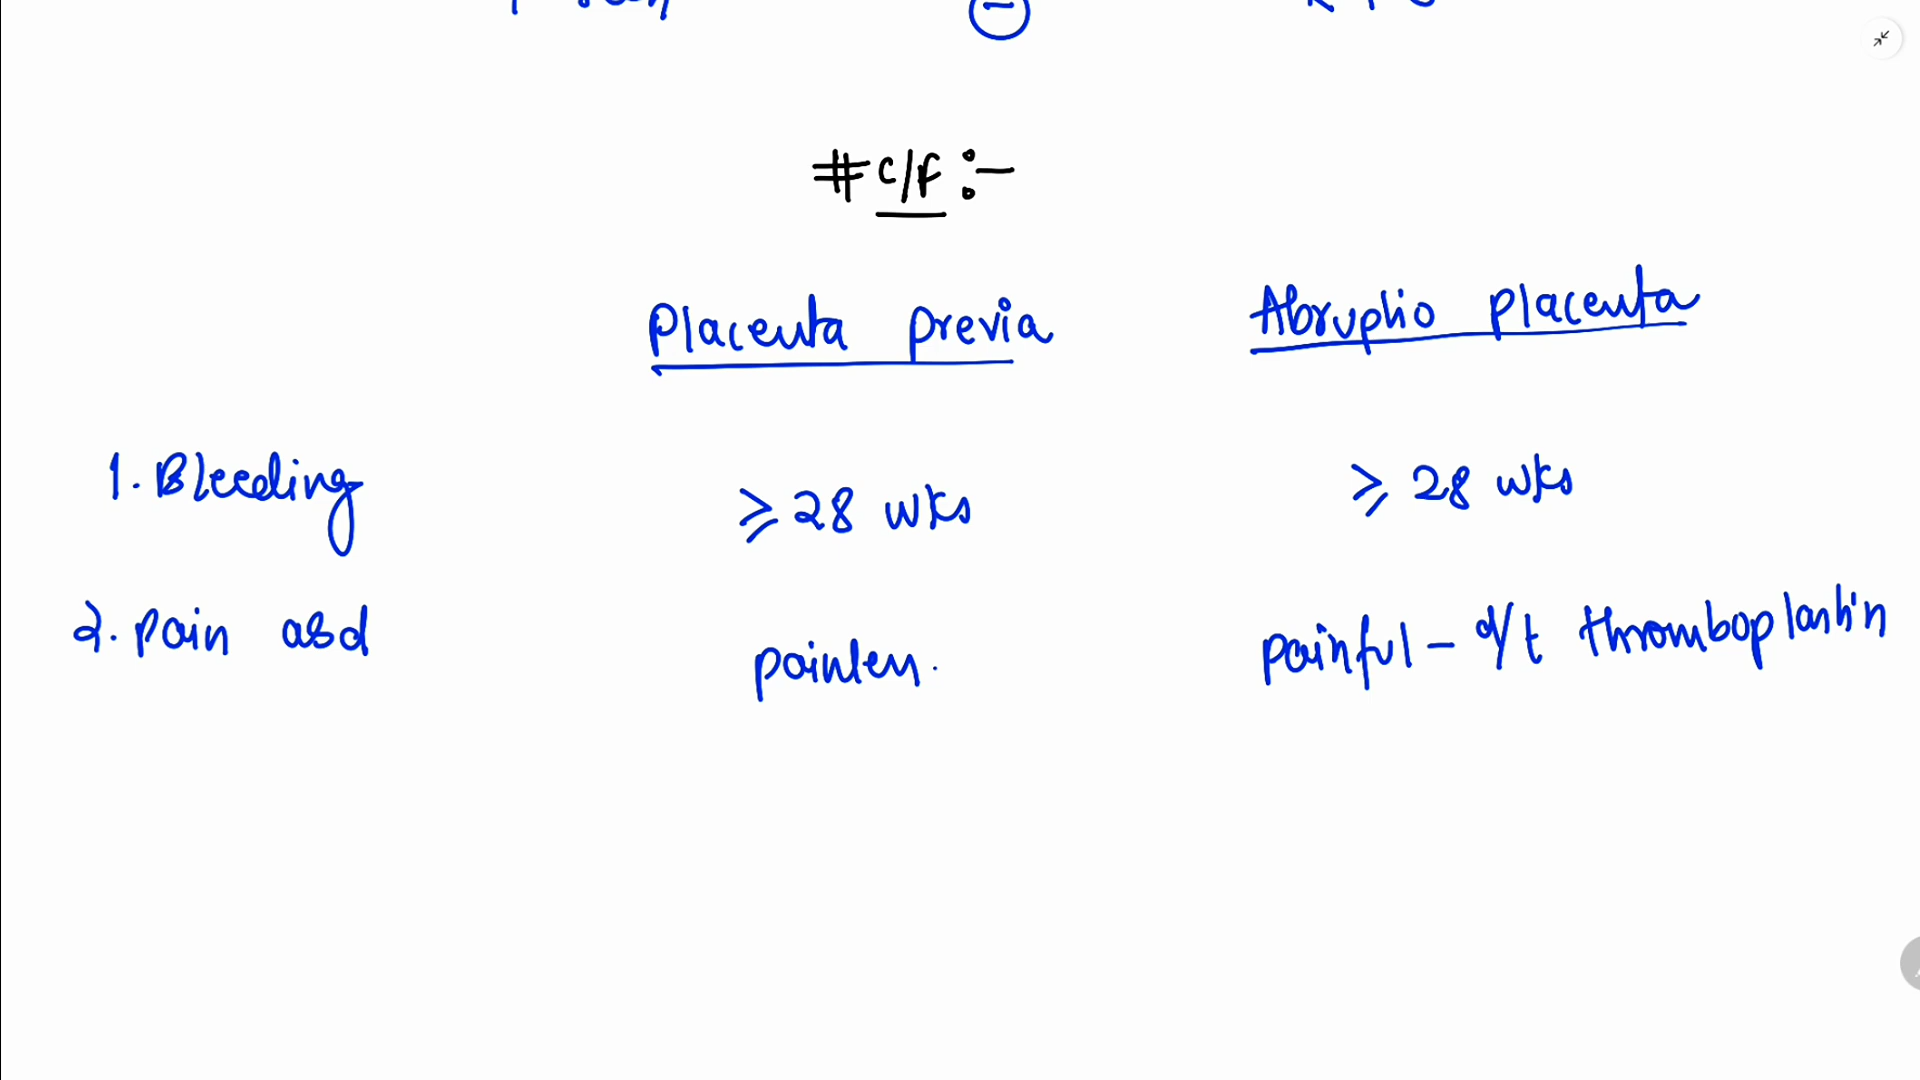 # C/F :-
Placenta previa Abruptio placenta
1. Bleeding ≥ 28 wks ≥ 28 wks
2. pain abd painless. painful - d/t thromboplastin